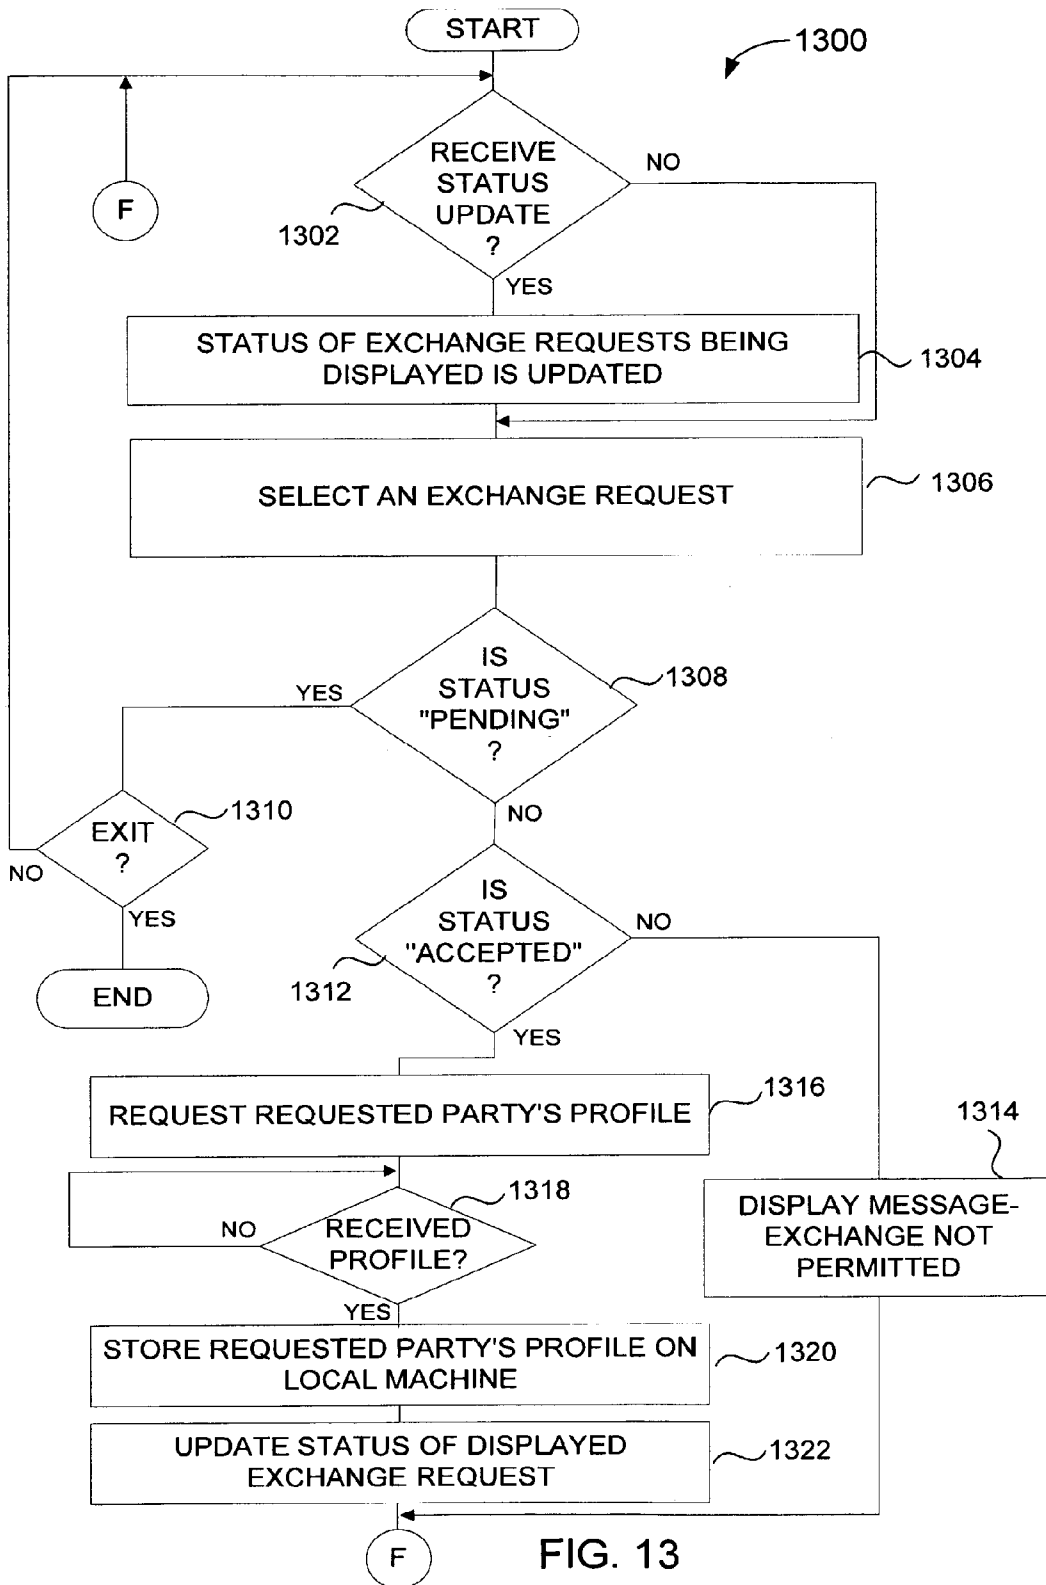 START
1300
RECEIVE
STATUS
UPDATE
?
NO
F
1302
YES
STATUS OF EXCHANGE REQUESTS BEING
DISPLAYED IS UPDATED
1304
SELECT AN EXCHANGE REQUEST
1306
IS
STATUS
"PENDING"
?
1308
YES
NO
EXIT
?
1310
NO
YES
END
IS
STATUS
"ACCEPTED"
?
NO
1312
YES
REQUEST REQUESTED PARTY'S PROFILE
1316
1314
RECEIVED
PROFILE?
1318
NO
YES
DISPLAY MESSAGE-
EXCHANGE NOT
PERMITTED
STORE REQUESTED PARTY'S PROFILE ON
LOCAL MACHINE
1320
UPDATE STATUS OF DISPLAYED
EXCHANGE REQUEST
1322
F
FIG. 13